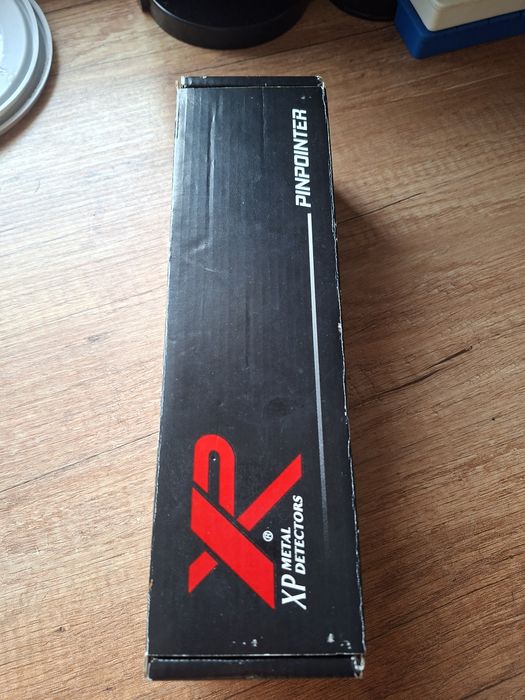 XP ®
XP METAL
DETECTORS
PINPOINTER